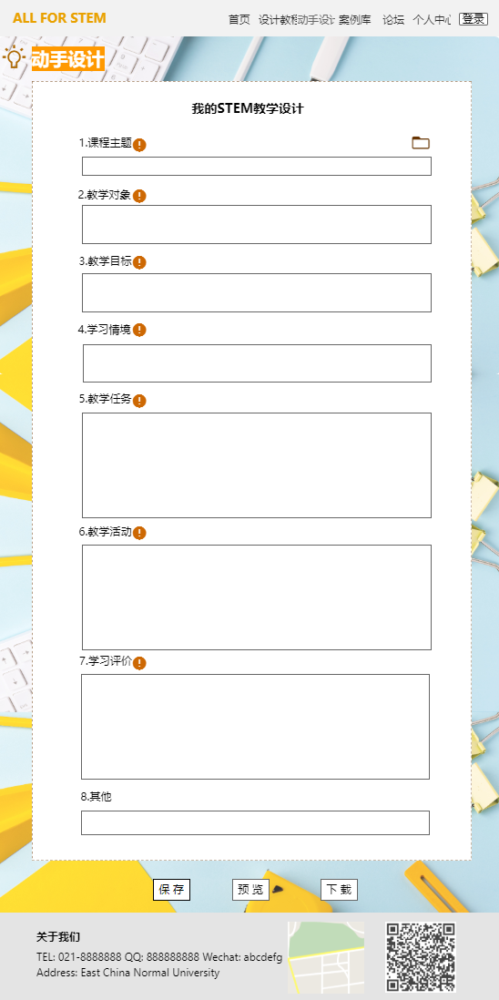 ALL FOR STEM
首页 设计教程 动手设计 案例库 论坛 个人中心 登录
动手设计
我的STEM教学设计
1.课程主题
2.教学对象
3.教学目标
4.学习情境
5.教学任务
6.教学活动
7.学习评价
8.其他
保 存 预 览 下 载
关于我们
TEL: 021-8888888 QQ: 888888888 Wechat: abcdefg
Address: East China Normal University